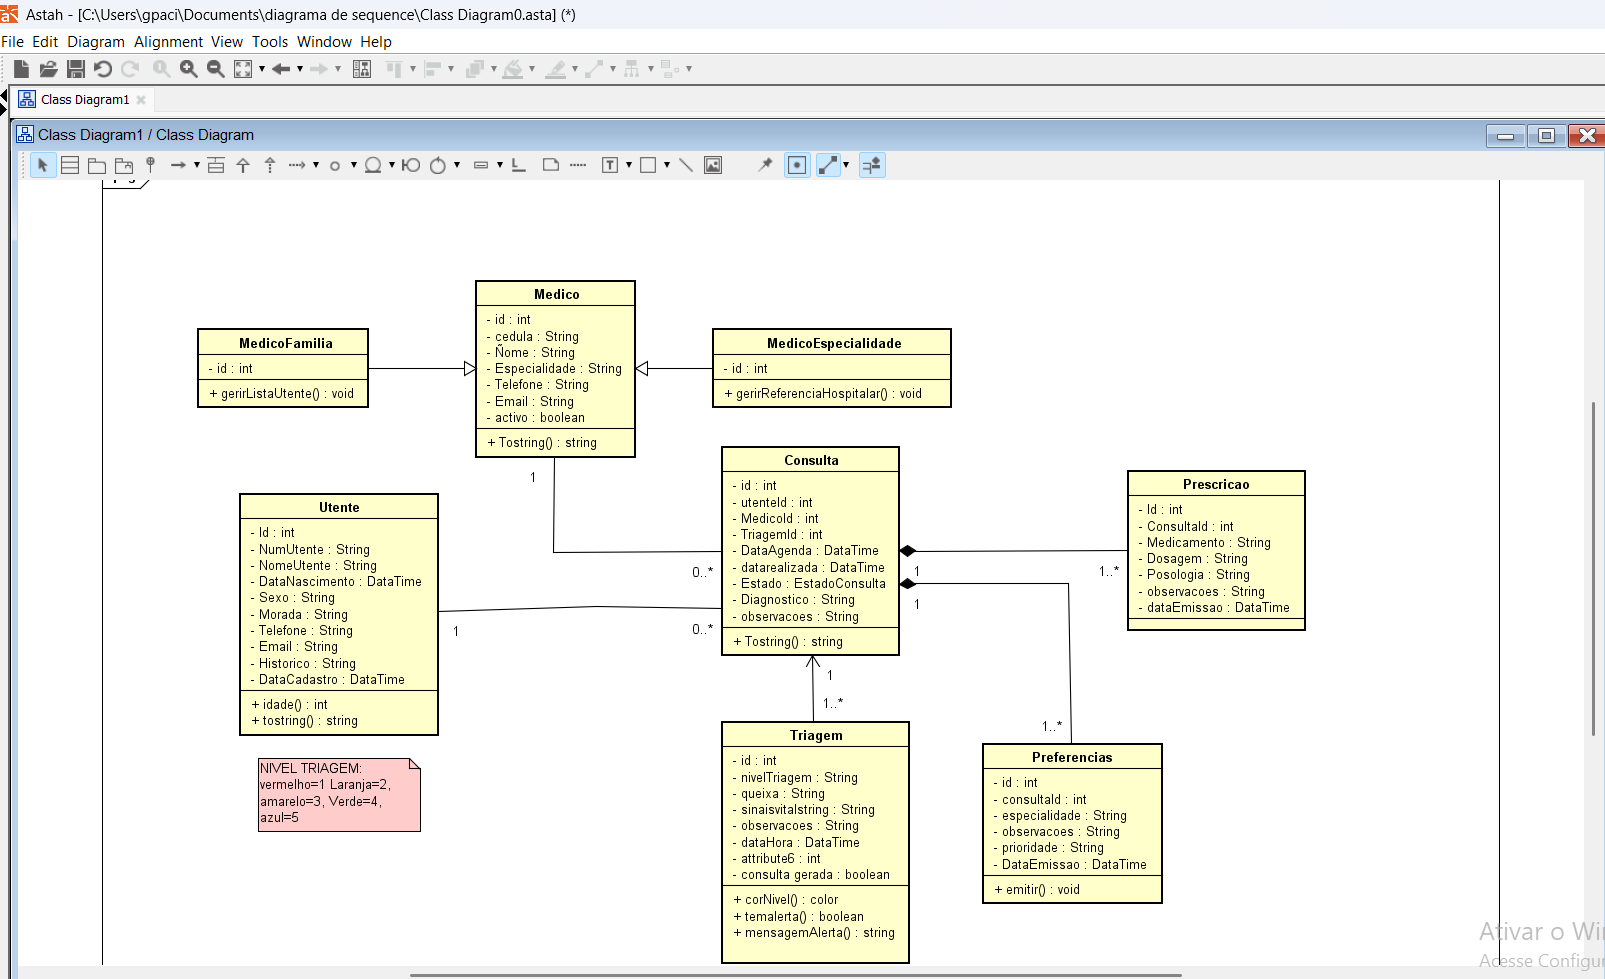 Astah - [C:\Users\gpaci\Documents\diagrama de sequence\Class Diagram0.asta] (*)
File Edit Diagram Alignment View Tools Window Help
Class Diagram1
Class Diagram1 / Class Diagram
Medico
- id : int
- cedula : String
- Ñome : String
- Especialidade : String
- Telefone : String
- Email : String
- activo : boolean
+ Tostring() : string
MedicoFamilia
- id : int
+ gerirListaUtente() : void
MedicoEspecialidade
- id : int
+ gerirReferenciaHospitalar() : void
1
0..*
Consulta
- id : int
- utenteId : int
- MedicoId : int
- TriagemId : int
- DataAgenda : DataTime
- datarealizada : DataTime
- Estado : EstadoConsulta
- Diagnostico : String
- observacoes : String
+ Tostring() : string
Prescricao
- Id : int
- ConsultaId : int
- Medicamento : String
- Dosagem : String
- Posologia : String
- observacoes : String
- dataEmissao : DataTime
1
1..*
Utente
- Id : int
- NumUtente : String
- NomeUtente : String
- DataNascimento : DataTime
- Sexo : String
- Morada : String
- Telefone : String
- Email : String
- Historico : String
- DataCadastro : DataTime
+ idade() : int
+ tostring() : string
1
0..*
1
1..*
1
1..*
NIVEL TRIAGEM:
vermelho=1 Laranja=2,
amarelo=3, Verde=4,
azul=5
Triagem
- id : int
- nivelTriagem : String
- queixa : String
- sinaisvitalstring : String
- observacoes : String
- dataHora : DataTime
- attribute6 : int
- consulta gerada : boolean
+ corNivel() : color
+ temalerta() : boolean
+ mensagemAlerta() : string
Preferencias
- id : int
- consultaId : int
- especialidade : String
- observacoes : String
- prioridade : String
- DataEmissao : DataTime
+ emitir() : void
Ativar o Wi
Acesse Configu